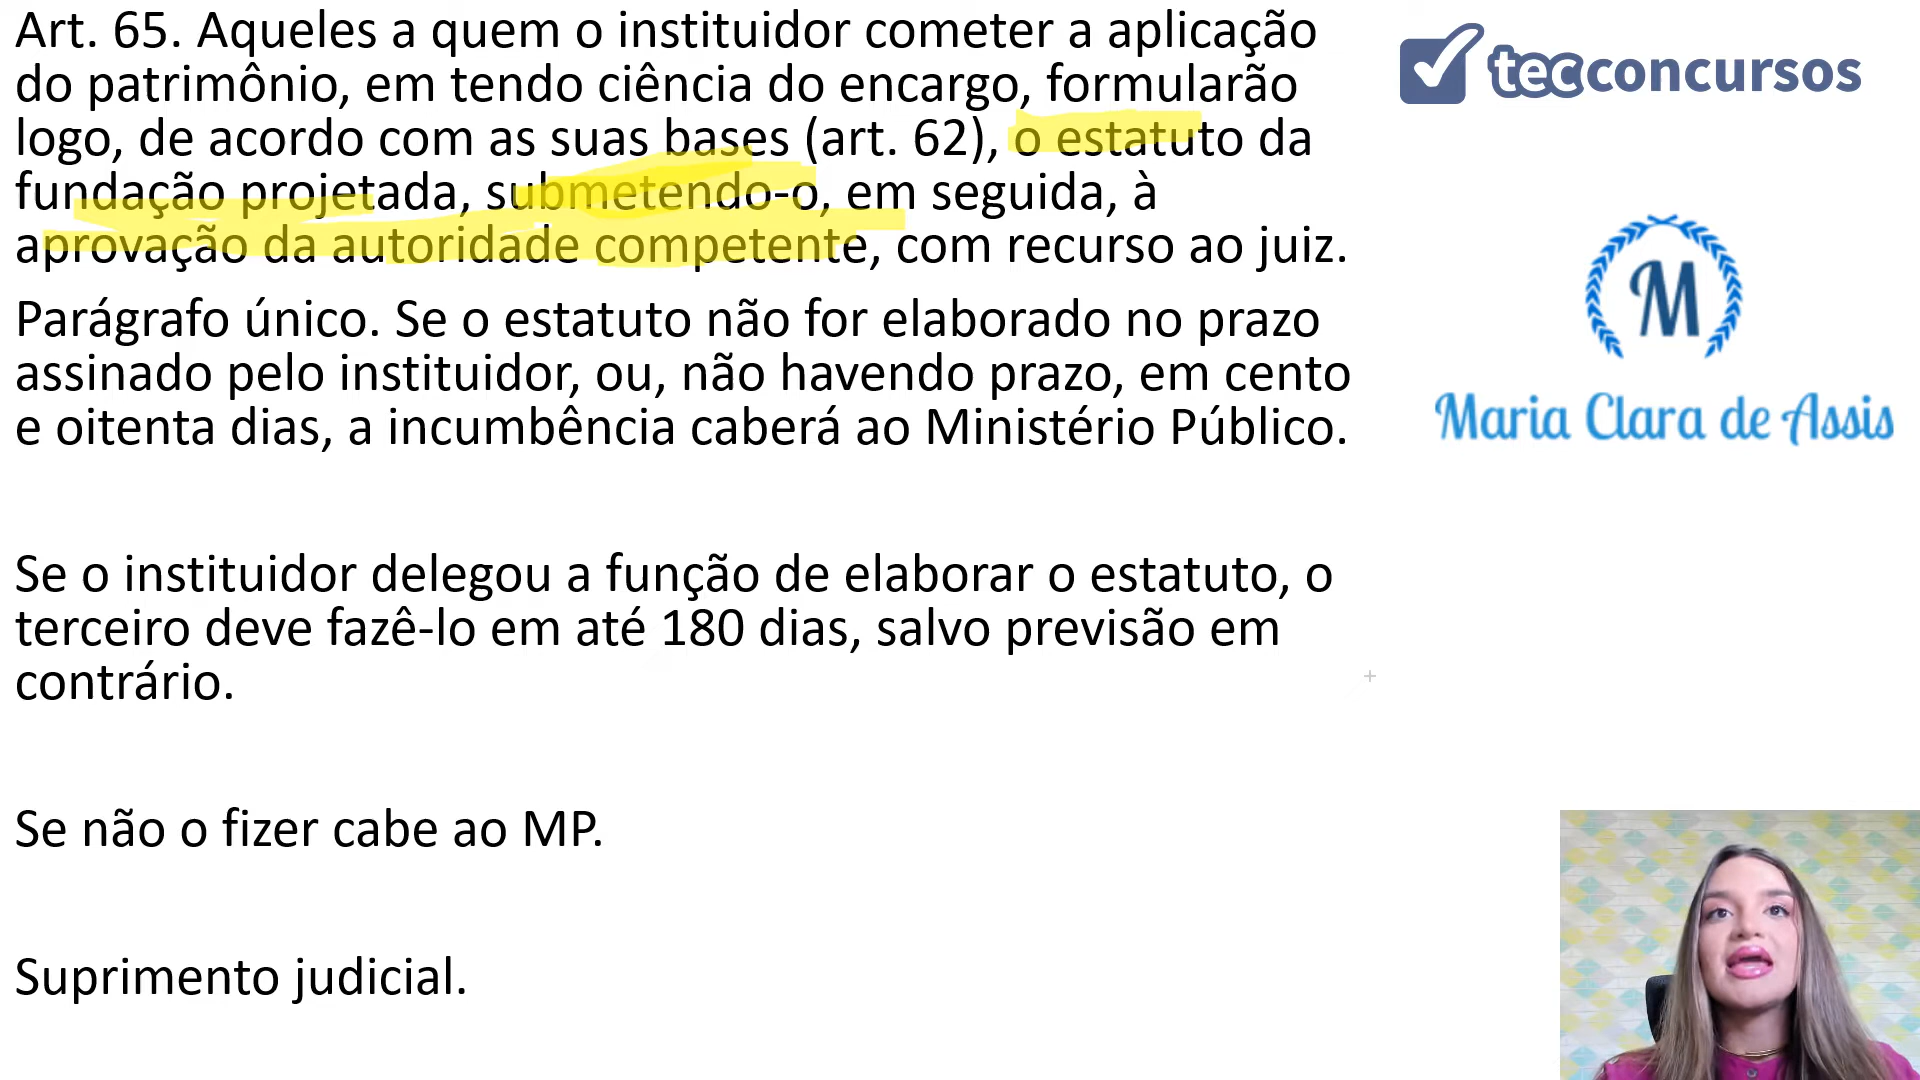 Art. 65. Aqueles a quem o instituidor cometer a aplicação
do patrimônio, em tendo ciência do encargo, formularão
logo, de acordo com as suas bases (art. 62), o estatuto da
fundação projetada, submetendo-o, em seguida, à
aprovação da autoridade competente, com recurso ao juiz.
Parágrafo único. Se o estatuto não for elaborado no prazo
assinado pelo instituidor, ou, não havendo prazo, em cento
e oitenta dias, a incumbência caberá ao Ministério Público.
Se o instituidor delegou a função de elaborar o estatuto, o
terceiro deve fazê-lo em até 180 dias, salvo previsão em
contrário.
Se não o fizer cabe ao MP.
Suprimento judicial.
tecconcursos
M
Maria Clara de Assis